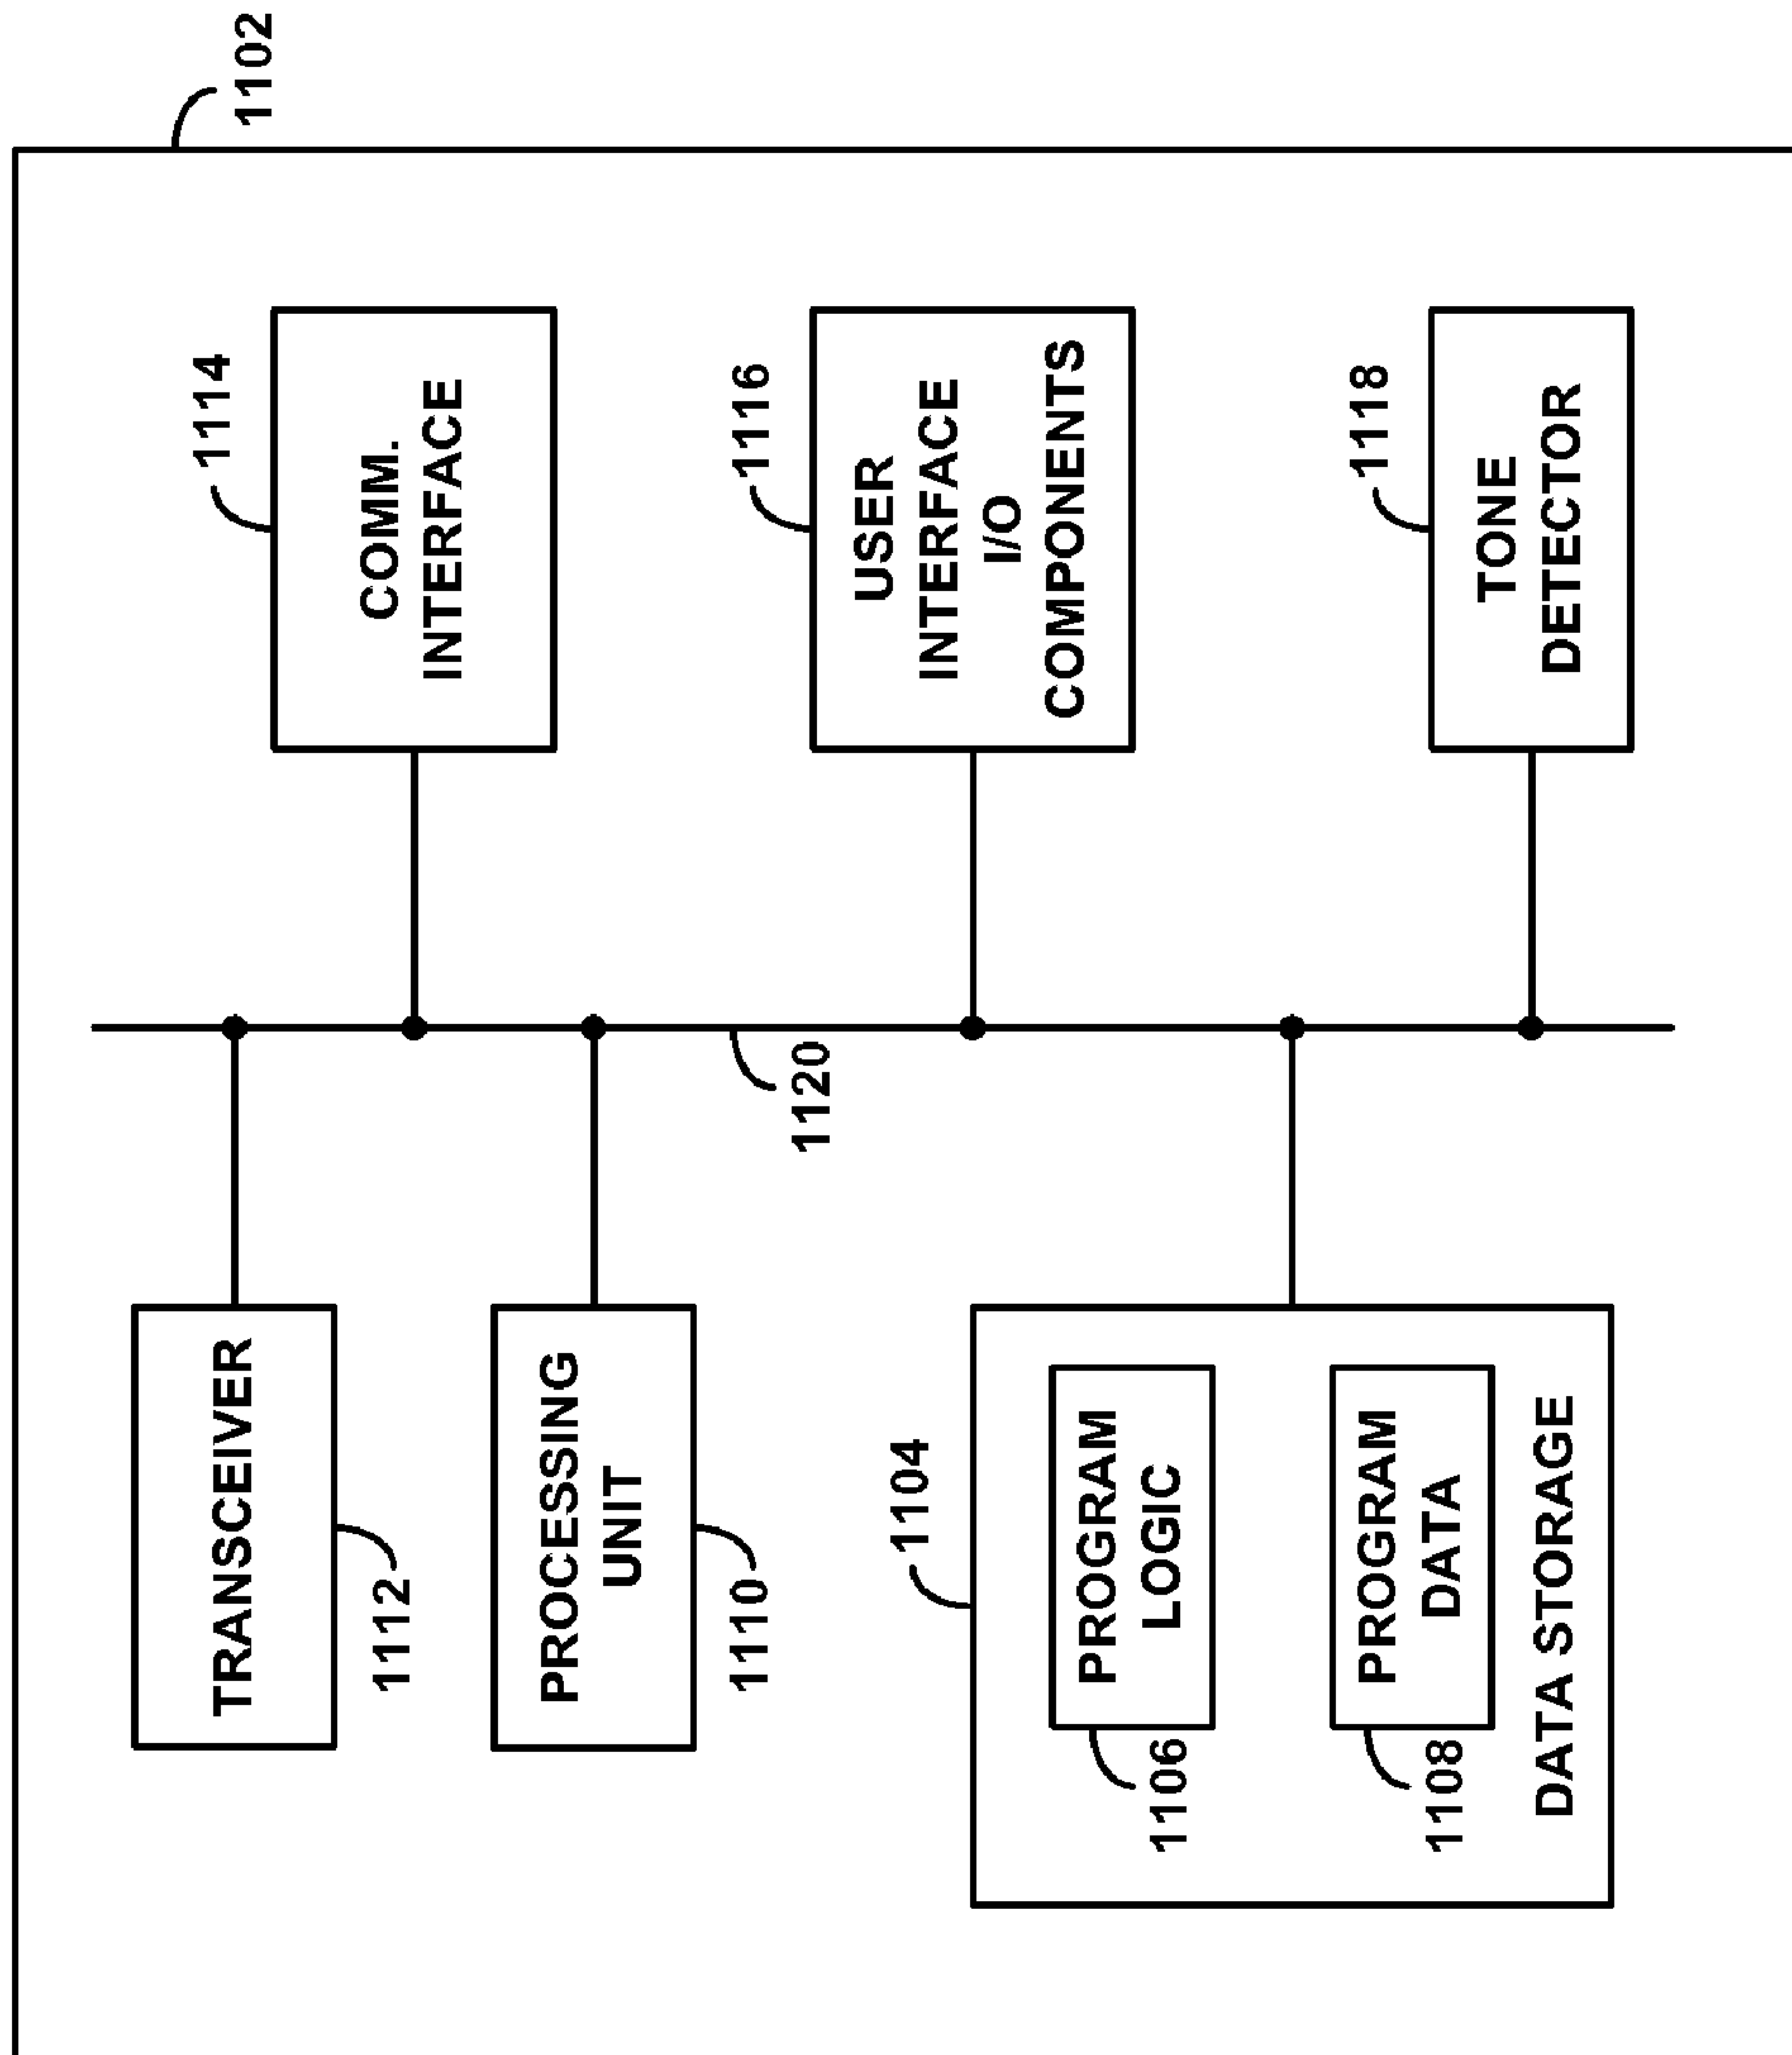 1102
1114
COMM.
INTERFACE
TRANSCEIVER
1112
1116
USER
INTERFACE
I/O
COMPONENTS
PROCESSING
UNIT
1110
1120
1118
TONE
DETECTOR
1104
PROGRAM
LOGIC
1106
PROGRAM
DATA
1108
DATA STORAGE